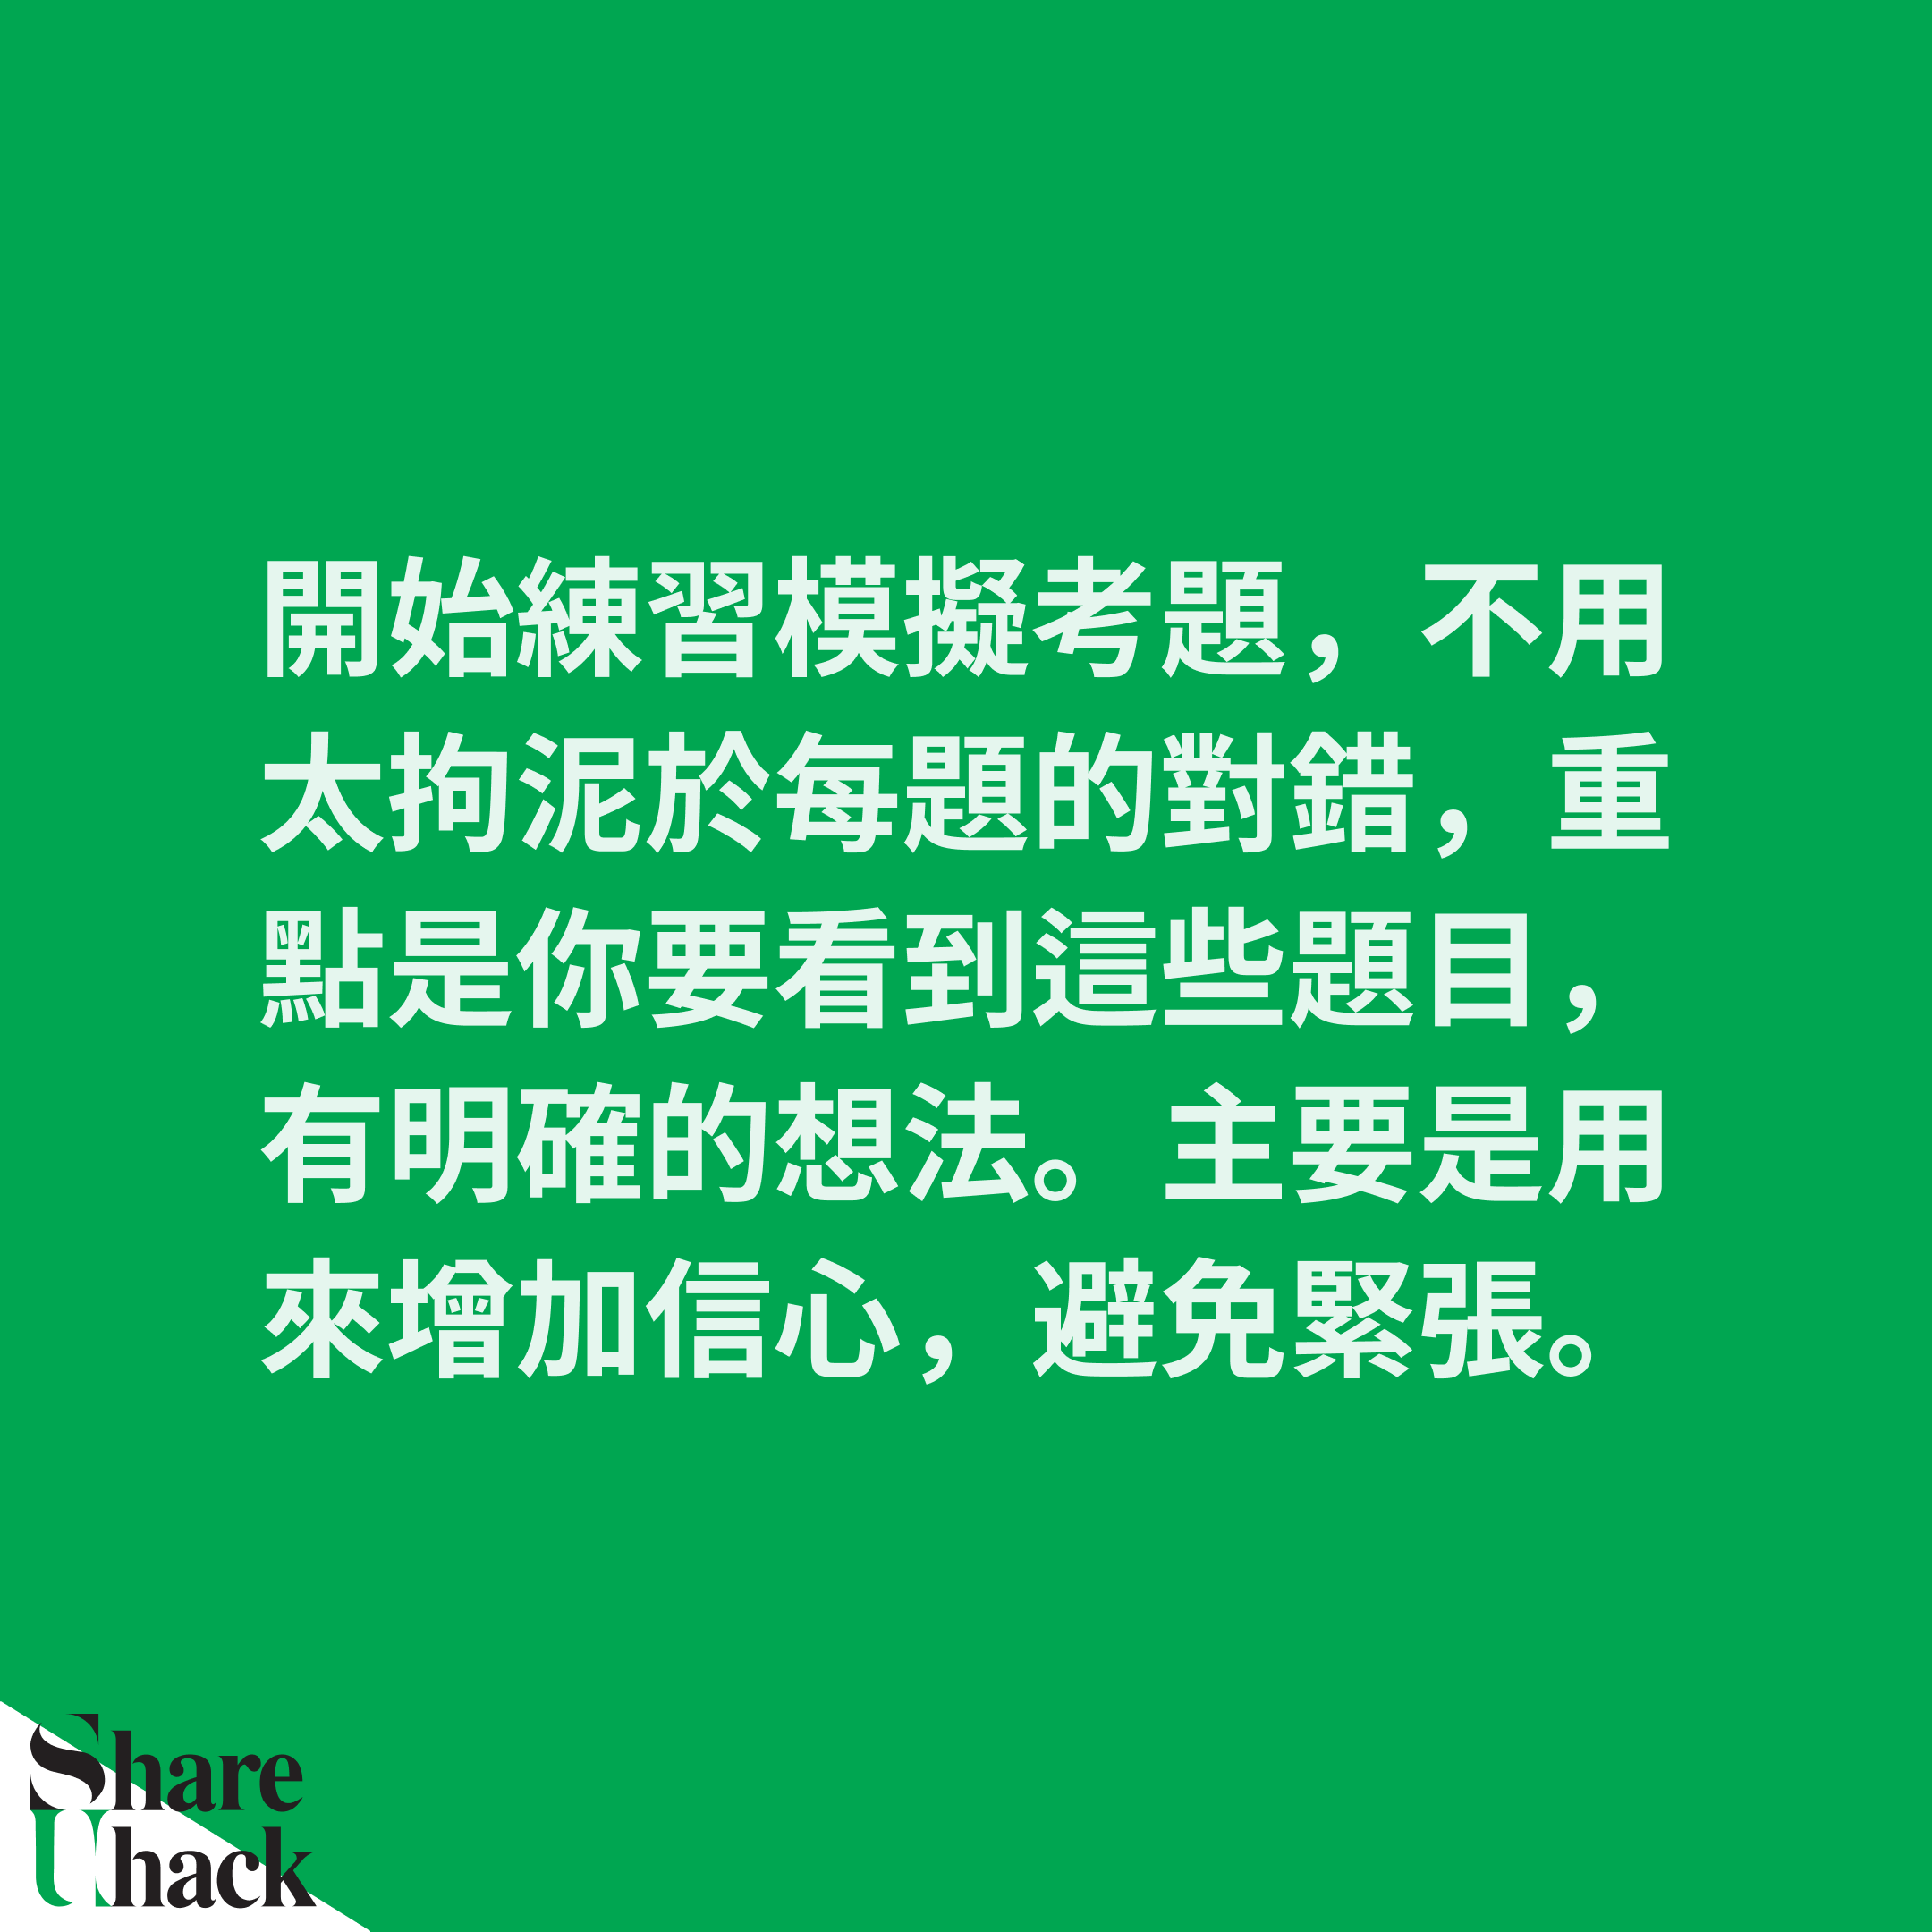 開始練習模擬考題，不用
太拘泥於每題的對錯，重
點是你要看到這些題目，
有明確的想法。主要是用
來增加信心，避免緊張。
Share
Uhack